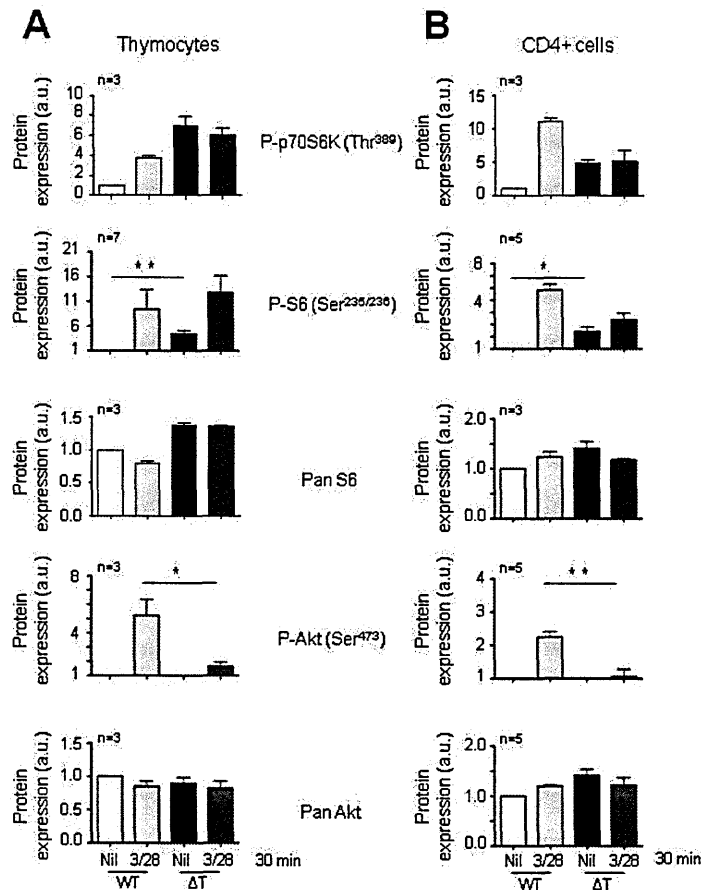 A B
Thymocytes CD4+ cells
n=3
Protein expression (a.u.)
10
8
6
4
2
0
P-p70S6K (Thr389)
n=3
Protein expression (a.u.)
15
10
5
0
n=7
Protein expression (a.u.)
21
16
11
6
1
**
P-S6 (Ser235/236)
n=5
Protein expression (a.u.)
8
4
1
*
n=3
Protein expression (a.u.)
1.5
1.0
0.5
0.0
Pan S6
n=3
Protein expression (a.u.)
2.0
1.0
0.0
n=3
Protein expression (a.u.)
8
4
1
*
P-Akt (Ser473)
n=5
Protein expression (a.u.)
4
3
2
1
**
n=3
Protein expression (a.u.)
1.5
1.0
0.5
0.0
Pan Akt
n=5
Protein expression (a.u.)
2.0
1.0
0.0
Nil 3/28 Nil 3/28 30 min Nil 3/28 Nil 3/28 30 min
WT ΔT WT ΔT